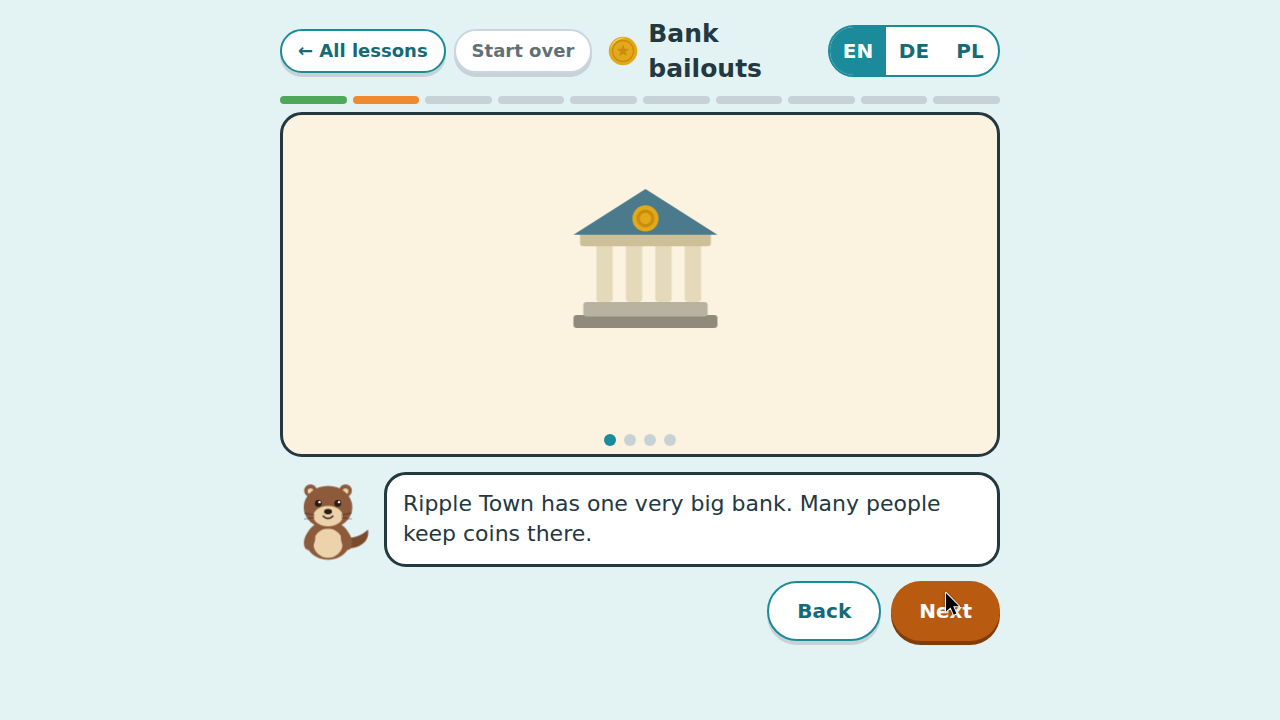 ← All lessons
Start over
Bank
bailouts
EN DE PL
Ripple Town has one very big bank. Many people
keep coins there.
Back
Next